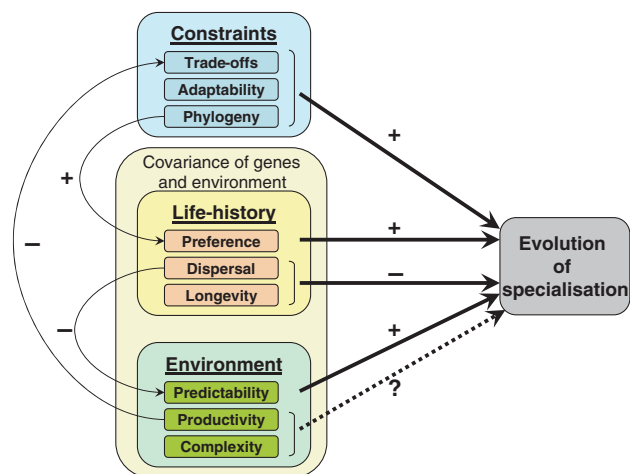 Constraints
Trade-offs
Adaptability
Phylogeny
+
+
Covariance of genes
and environment
Life-history
Preference
Dispersal
Longevity
+
–
–
–
Evolution
of
specialisation
+
Environment
Predictability
Productivity
Complexity
?